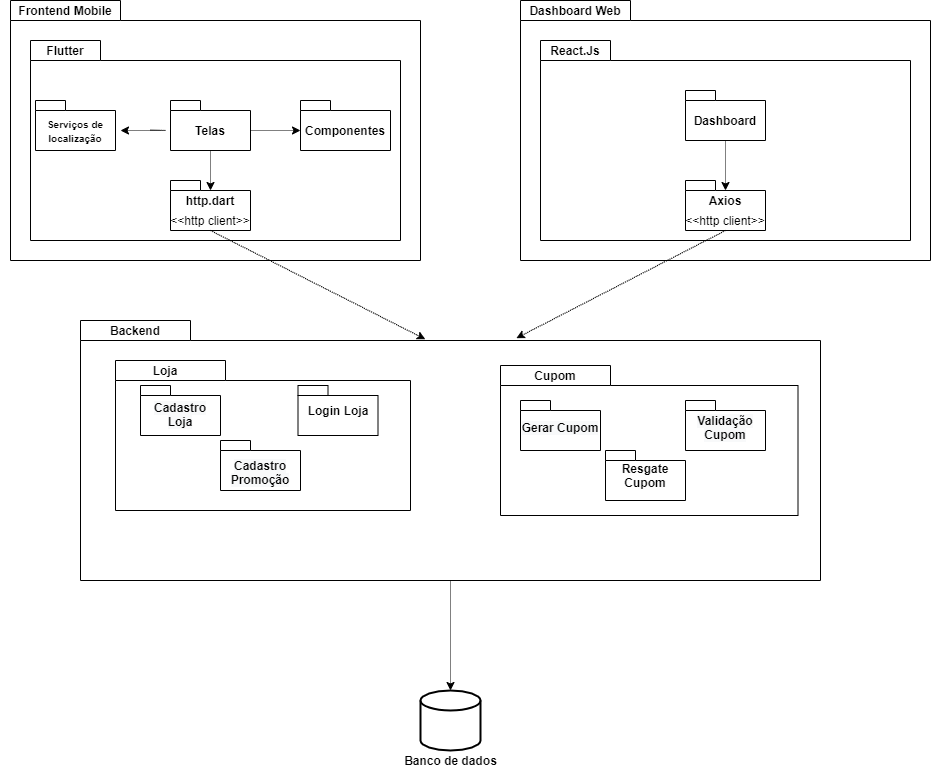 Frontend Mobile
Dashboard Web
Flutter
React.Js
Serviços de
localização
Telas
Componentes
Dashboard
http.dart
<<http client>>
Axios
<<http client>>
Backend
Loja
Cupom
Cadastro
Loja
Login Loja
Gerar Cupom
Validação
Cupom
Cadastro
Promoção
Resgate
Cupom
Banco de dados